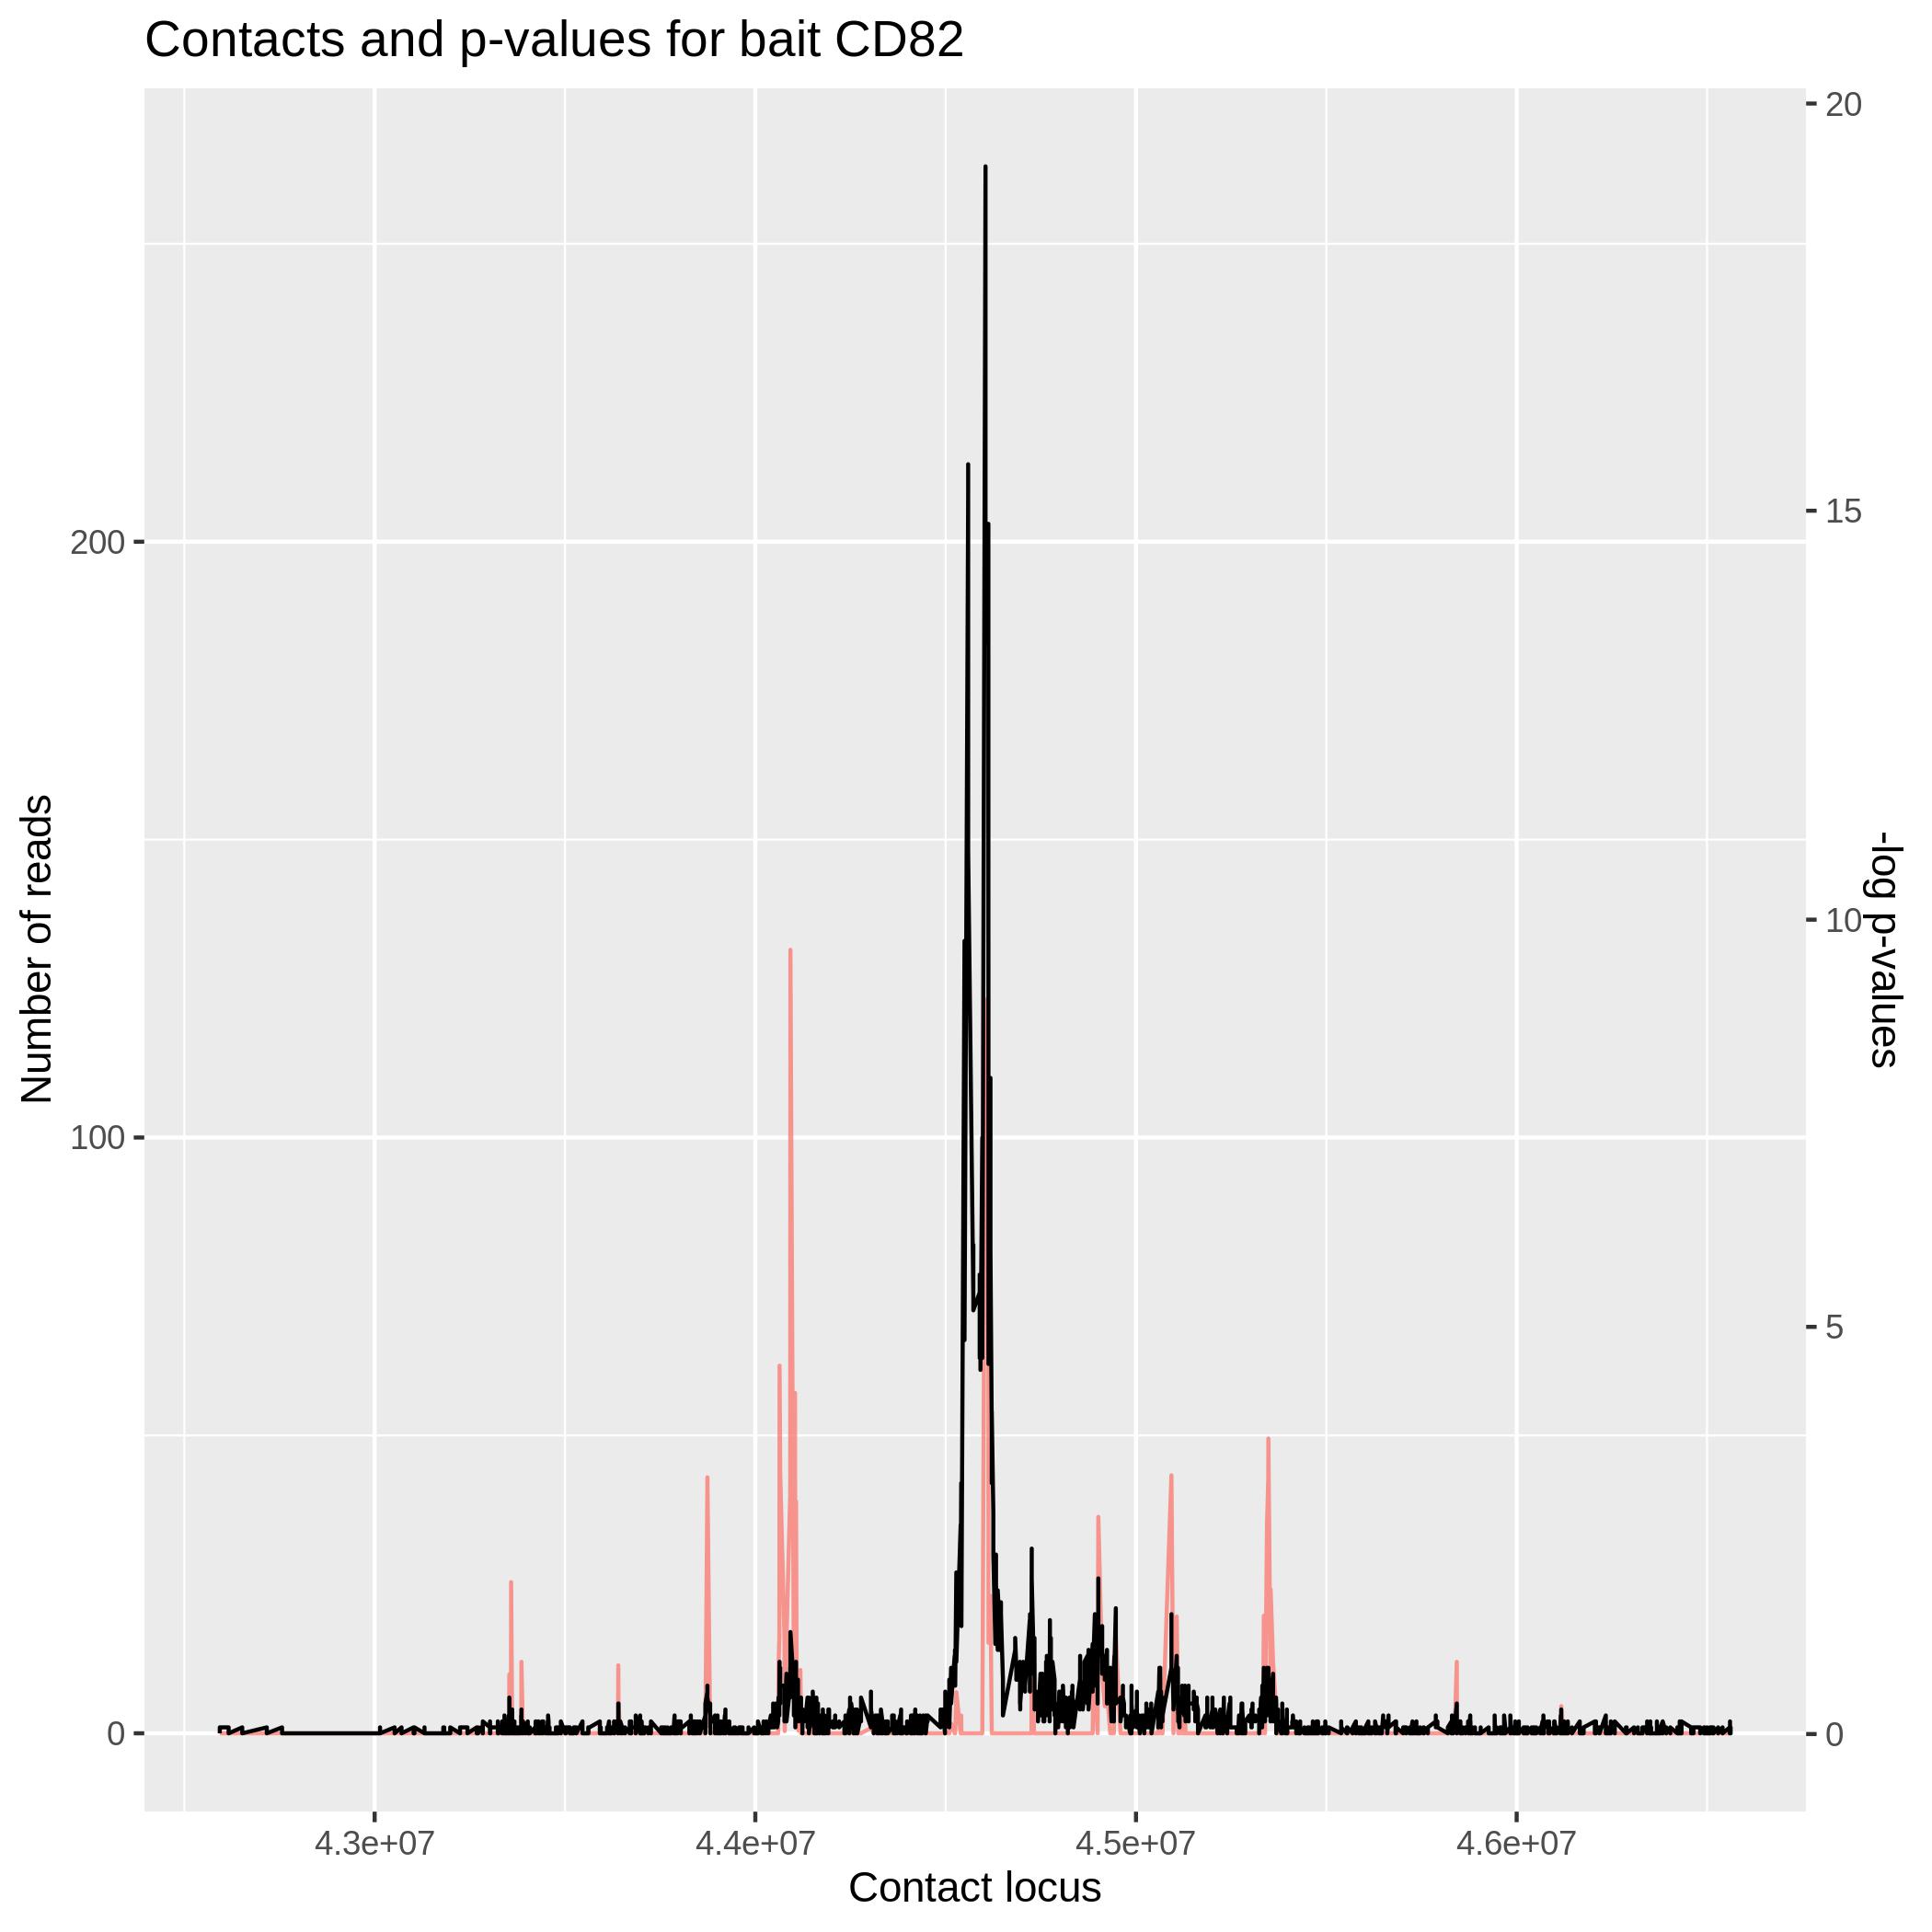 Contacts and p-values for bait CD82
Number of reads
200
100
0
20
15
10
5
0
-log p-values
4.3e+07
4.4e+07
4.5e+07
4.6e+07
Contact locus